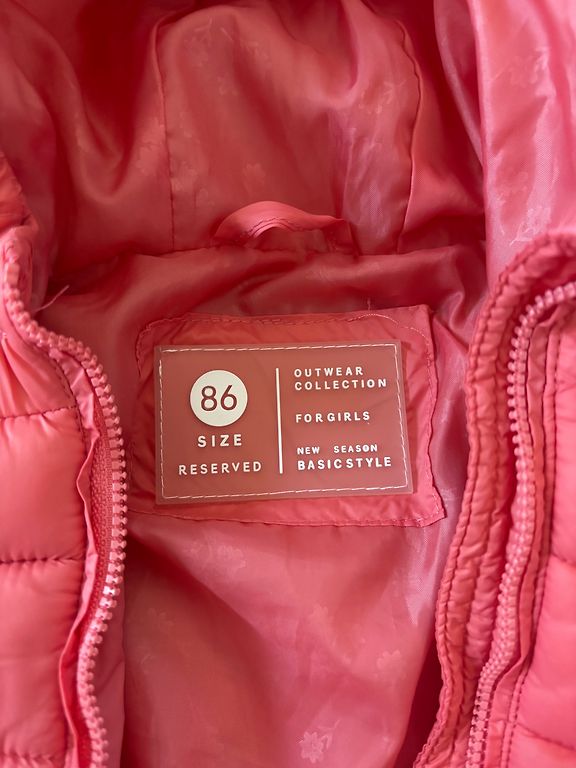 86
SIZE
RESERVED
OUTWEAR
COLLECTION
FOR GIRLS
NEW SEASON
BASIC STYLE